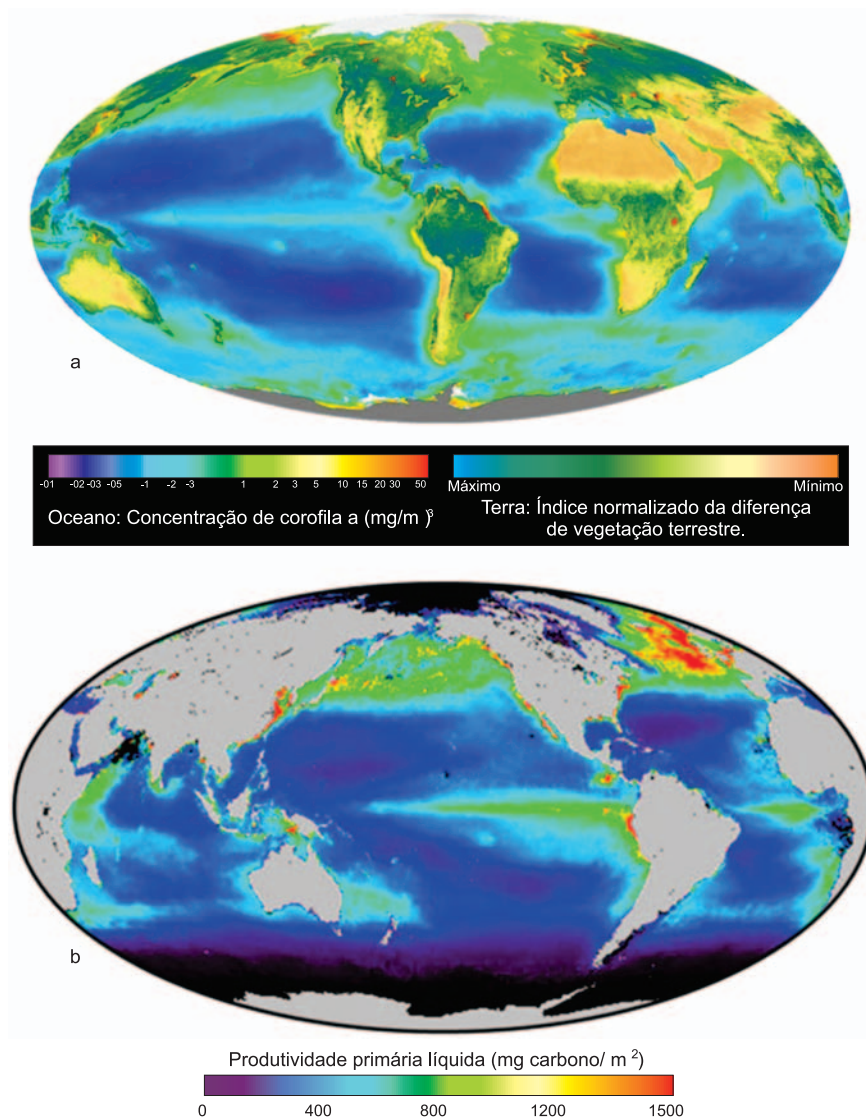 a
-01 -02 -03 -05 -1 -2 -3 1 2 3 5 10 15 20 30 50
Oceano: Concentração de corofila a (mg/m )3
Máximo Mínimo
Terra: Índice normalizado da diferença
de vegetação terrestre.
b
Produtividade primária líquida (mg carbono/ m 2)
0 400 800 1200 1500